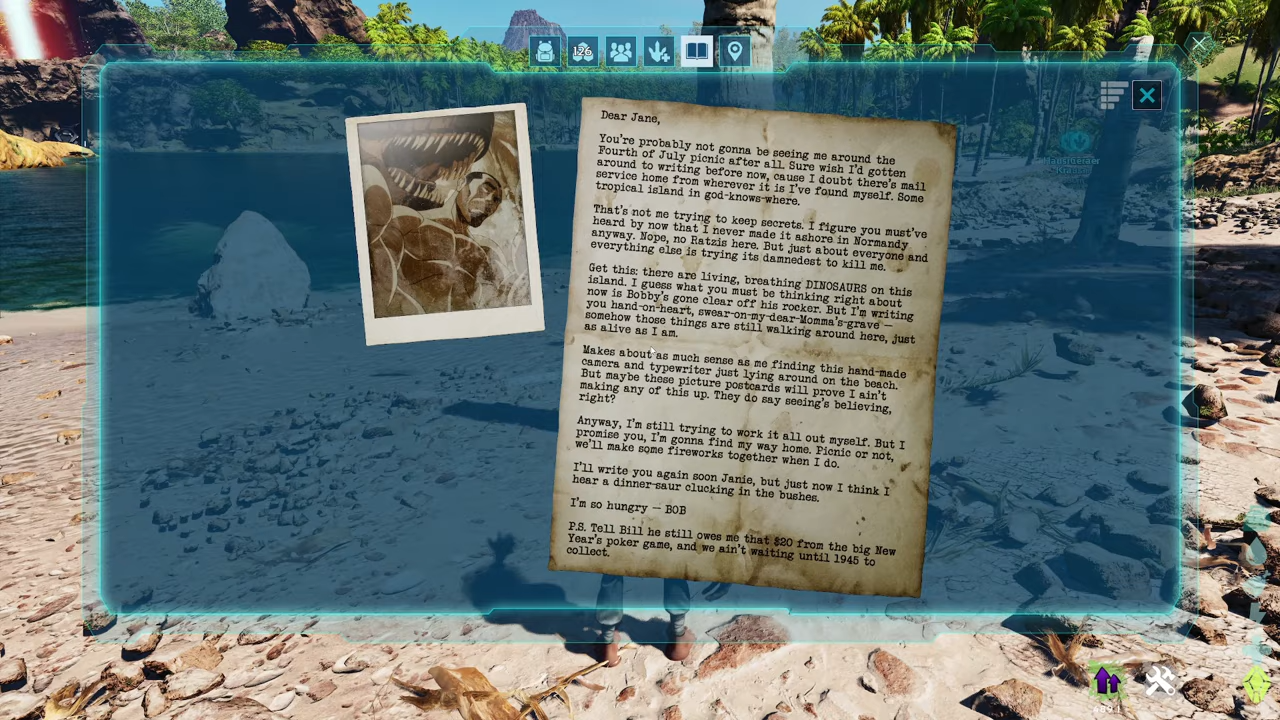 126
Dear Jane,
You're probably not gonna be seeing me around the
Fourth of July picnic after all. Sure wish I'd gotten
around to writing before now, cause I doubt there's mail
service home from wherever it is I've found myself. Some
tropical island in god-knows-where.
That's not me trying to keep secrets. I figure you must've
heard by now that I never made it ashore in Normandy
anyway. Nope, no Ratzis here. But just about everyone and
everything else is trying its damnedest to kill me.
Get this: there are living, breathing DINOSAURS on this
island. I guess what you must be thinking right about
now is Bobby's gone clear off his rocker. But I'm writing
you hand-on-heart, swear-on-my-dear-Momma's-grave —
somehow those things are still walking around here, just
as alive as I am.
Makes about as much sense as me finding this hand-made
camera and typewriter just lying around on the beach.
But maybe these picture postcards will prove I ain't
making any of this up. They do say seeing's believing,
right?
Anyway, I'm still trying to work it all out myself. But I
promise you, I'm gonna find my way home. Picnic or not,
we'll make some fireworks together when I do.
I'll write you again soon Janie, but just now I think I
hear a dinner-saur clucking in the bushes.
I'm so hungry — BOB
P.S. Tell Bill he still owes me that $20 from the big New
Year's poker game, and we ain't waiting until 1945 to
collect.